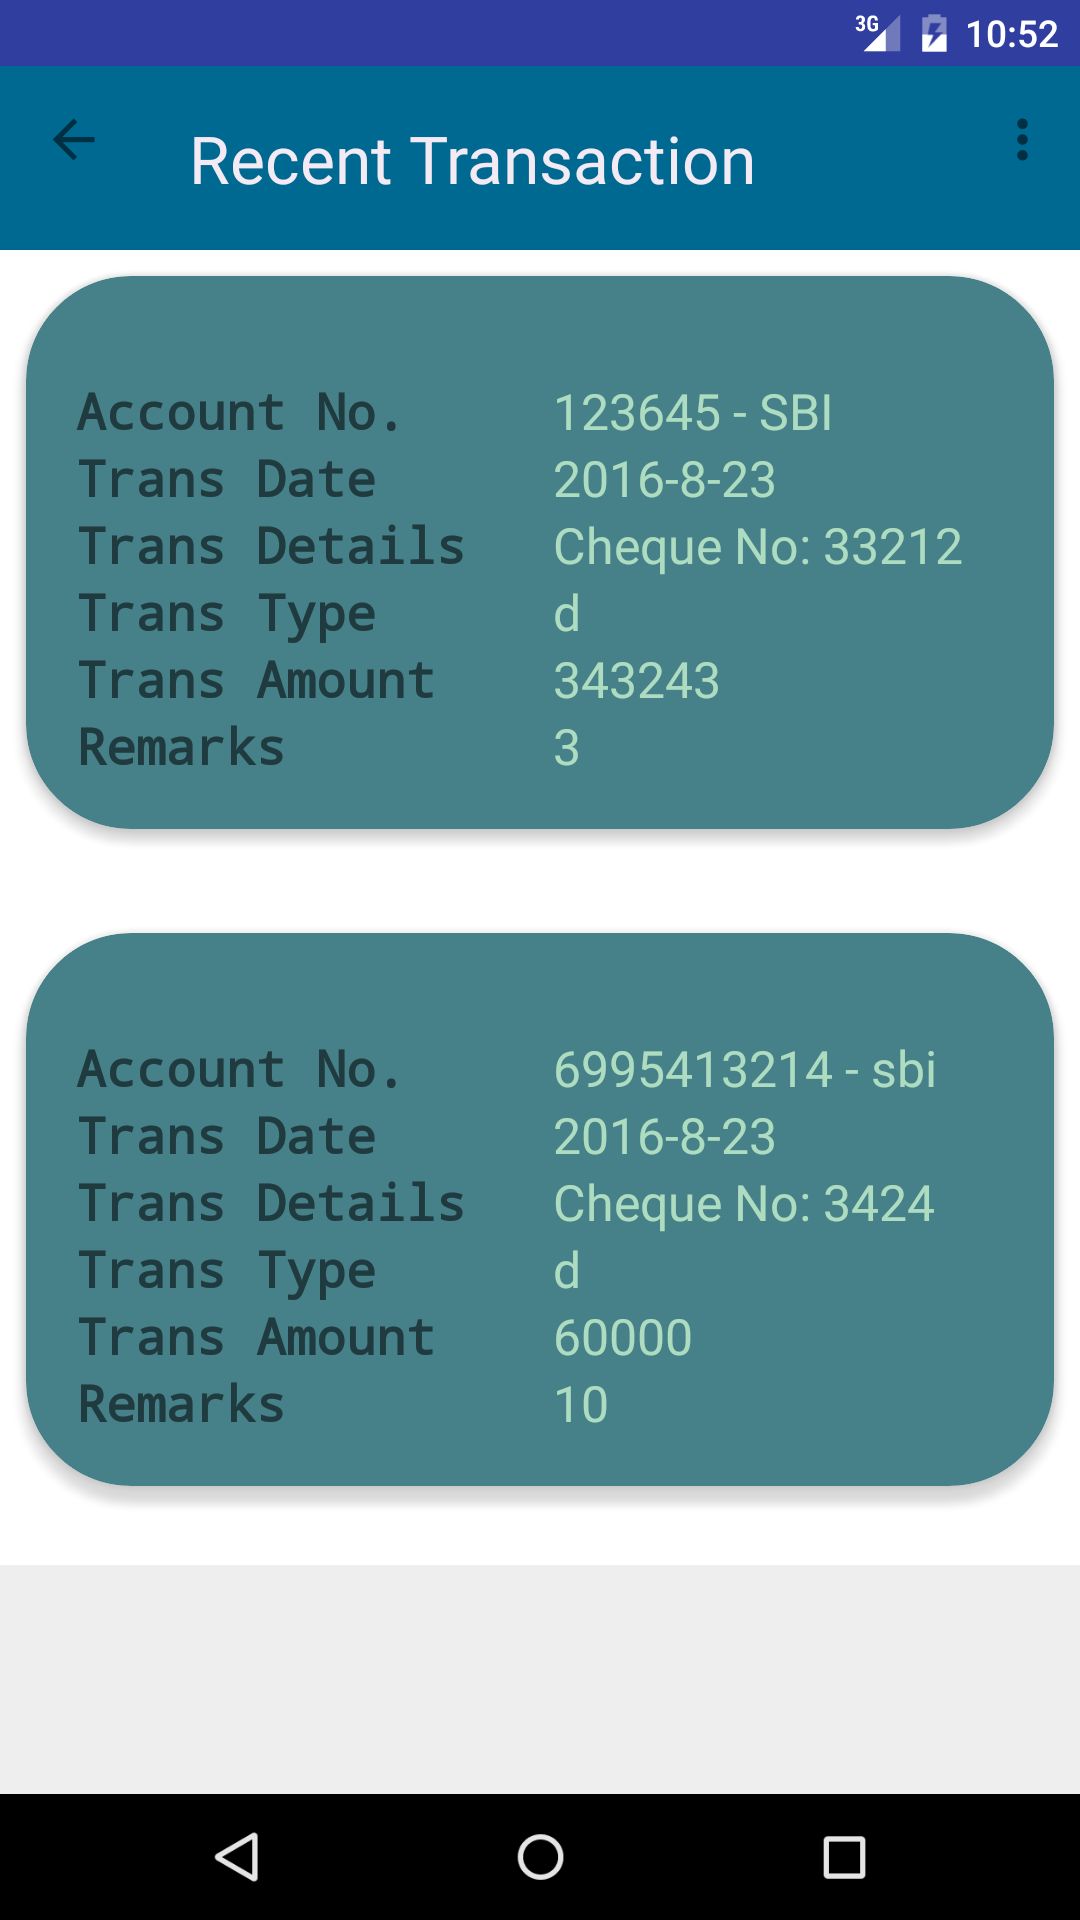 3G 10:52
Recent Transaction
Account No. 123645 - SBI
Trans Date 2016-8-23
Trans Details Cheque No: 33212
Trans Type d
Trans Amount 343243
Remarks 3
Account No. 6995413214 - sbi
Trans Date 2016-8-23
Trans Details Cheque No: 3424
Trans Type d
Trans Amount 60000
Remarks 10